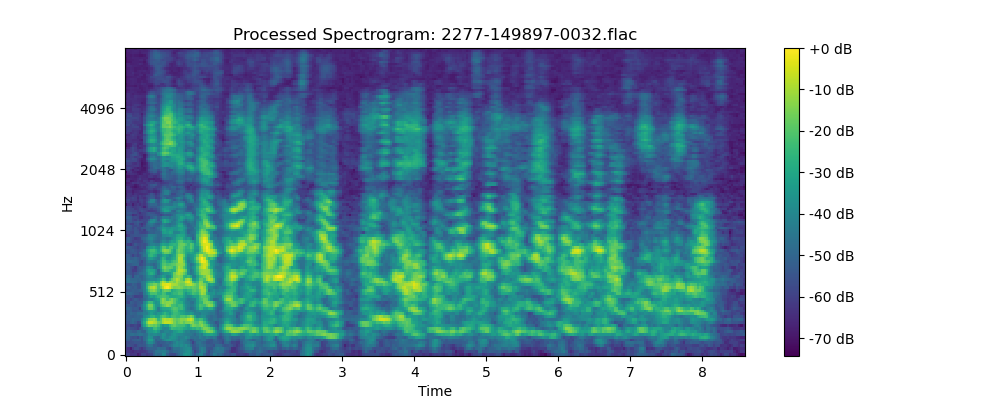 Processed Spectrogram: 2277-149897-0032.flac
Hz
4096
2048
1024
512
0
0 1 2 3 4 5 6 7 8
Time
+0 dB
-10 dB
-20 dB
-30 dB
-40 dB
-50 dB
-60 dB
-70 dB